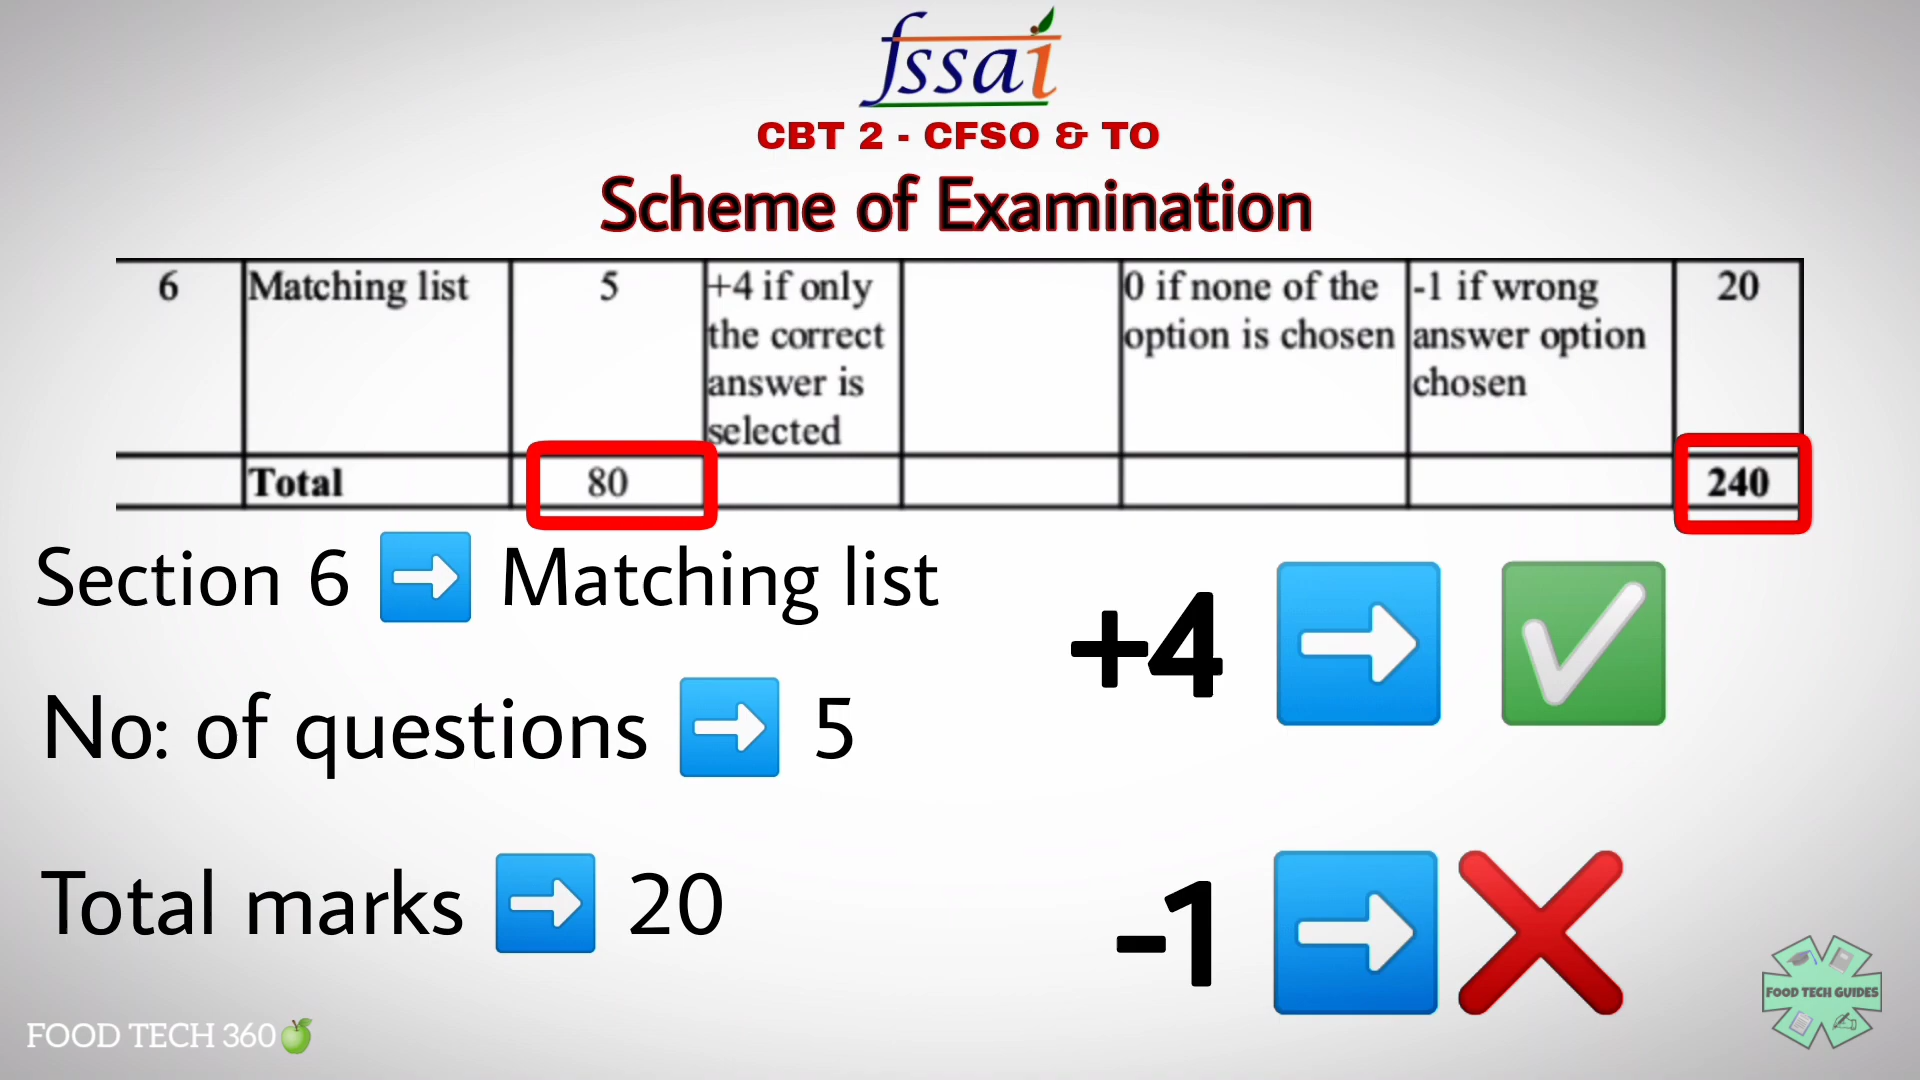 fssai
CBT 2 - CFSO & TO
Scheme of Examination
6 Matching list 5 +4 if only 0 if none of the -1 if wrong 20
the correct option is chosen answer option
answer is chosen
selected
Total 80 240
Section 6 ➡ Matching list
+4 ➡ ✅
No: of questions ➡ 5
Total marks ➡ 20
-1 ➡ ❌
FOOD TECH GUIDES
FOOD TECH 360🍏